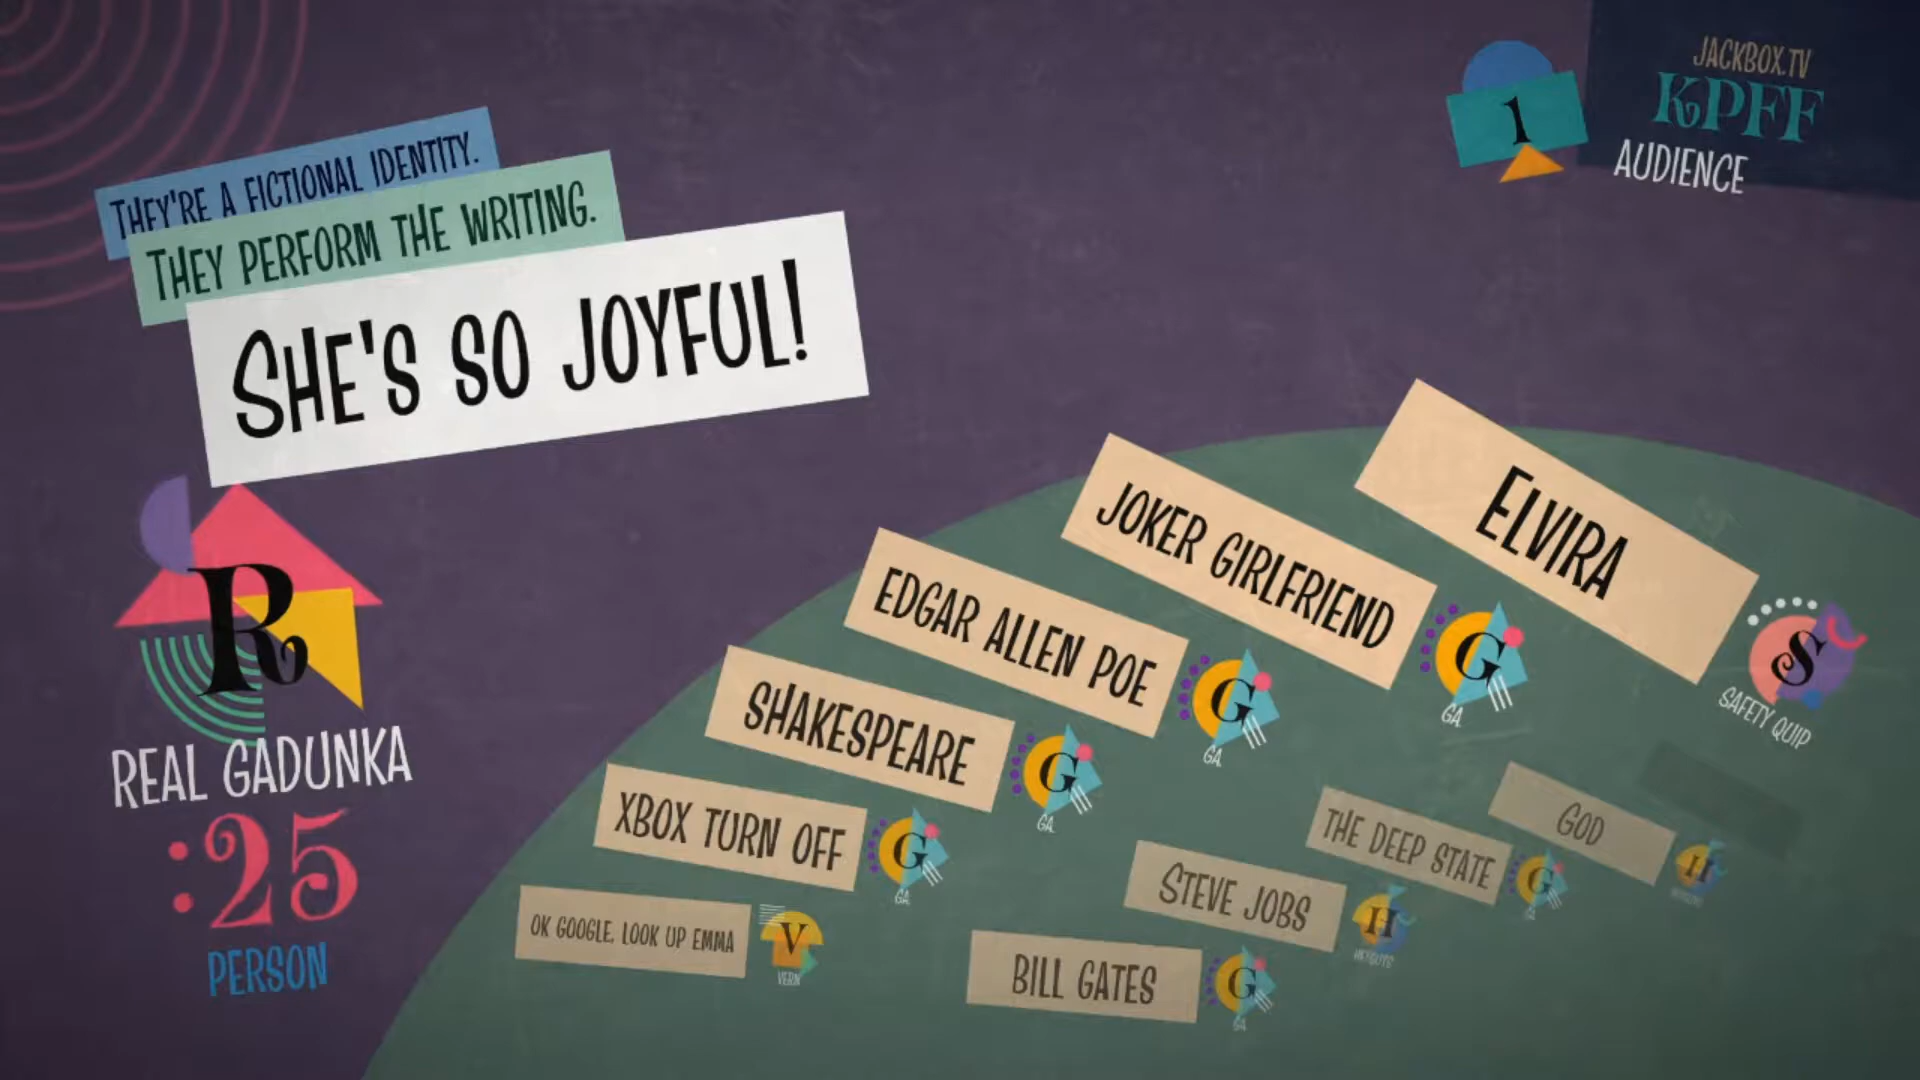 JACKBOX.TV
KPFF
1
AUDIENCE
THEY'RE A FICTIONAL IDENTITY.
THEY PERFORM THE WRITING.
SHE'S SO JOYFUL!
R
REAL GADUNKA
:25
PERSON
ELVIRA
S
SAFETY QUIP
JOKER GIRLFRIEND
G
GA.
EDGAR ALLEN POE
G
GA.
SHAKESPEARE
G
GA.
XBOX TURN OFF
G
GA.
OK GOOGLE, LOOK UP EMMA
V
VERN
GOD
H
THE DEEP STATE
G
STEVE JOBS
H
HEYGUYS
BILL GATES
G
GA.